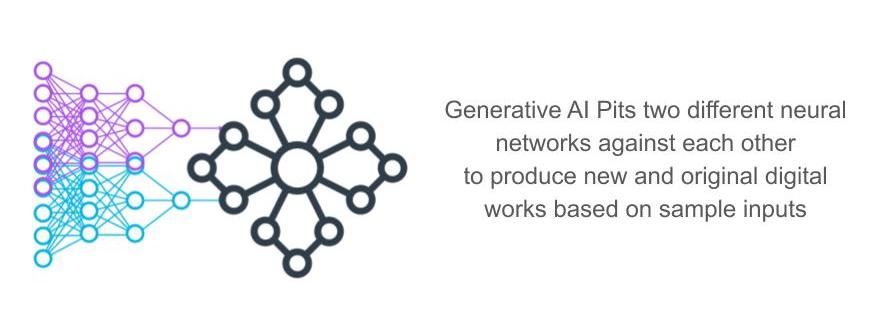 Generative AI Pits two different neural
networks against each other
to produce new and original digital
works based on sample inputs